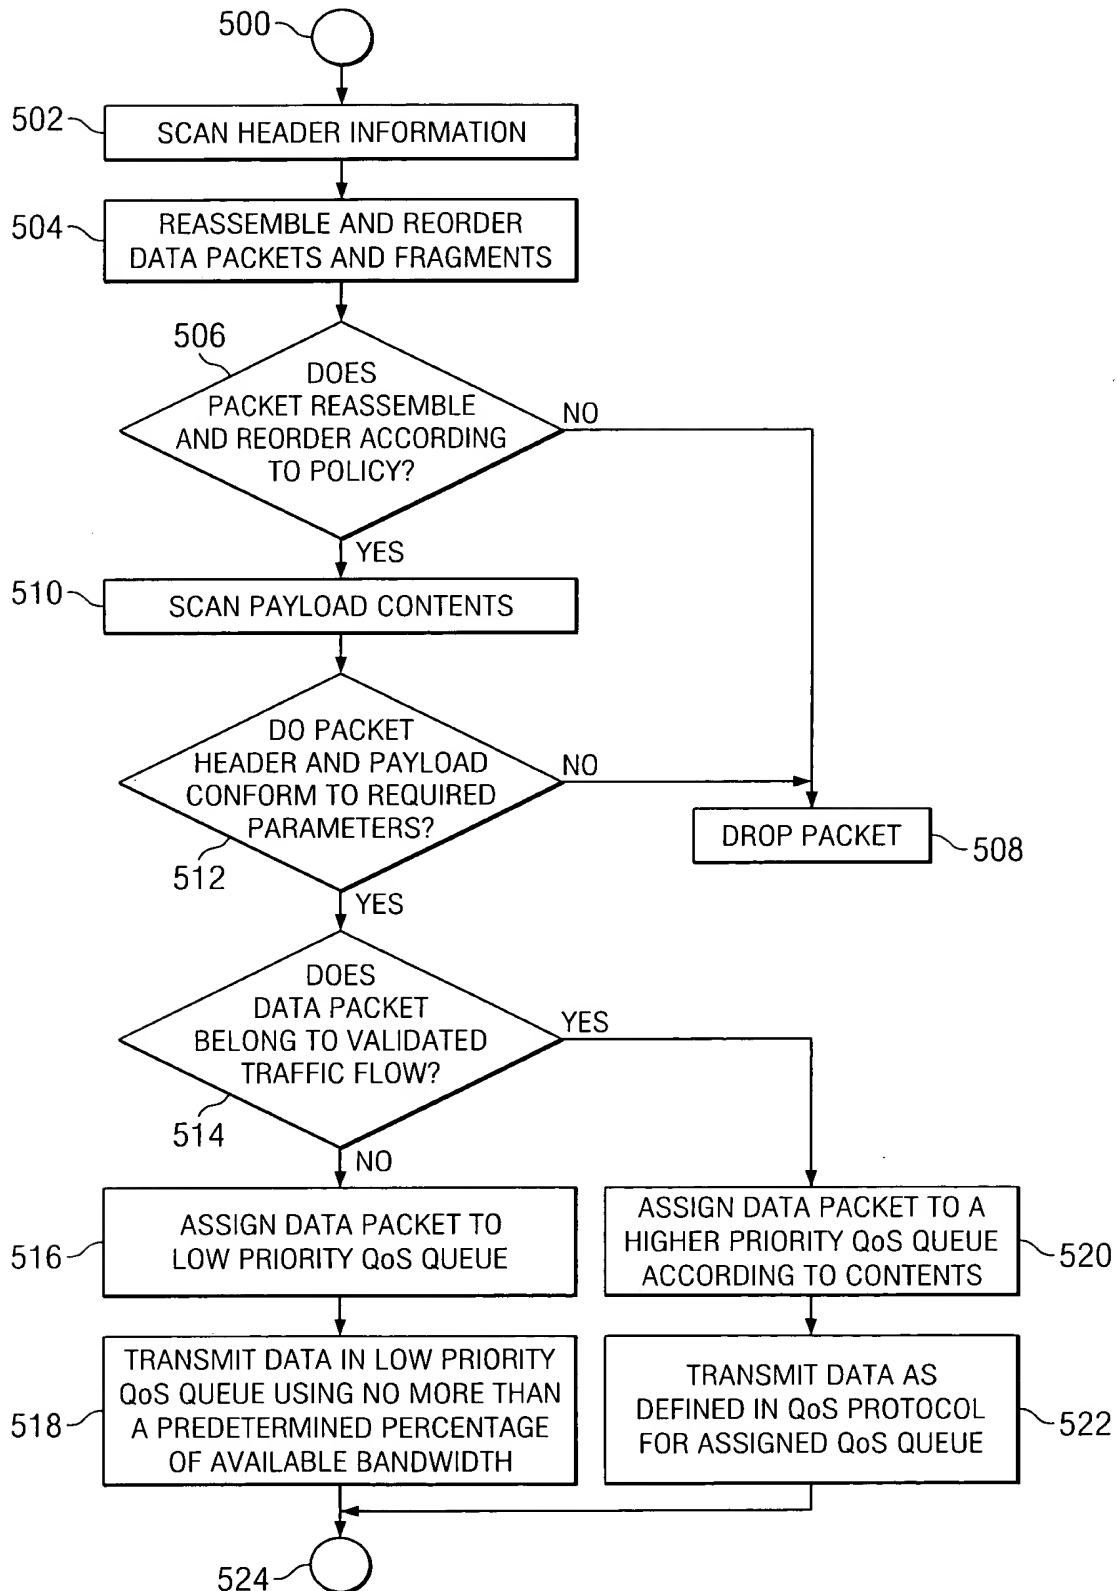 500
502
SCAN HEADER INFORMATION
504
REASSEMBLE AND REORDER
DATA PACKETS AND FRAGMENTS
506
DOES
PACKET REASSEMBLE
AND REORDER ACCORDING
TO POLICY?
NO
YES
510
SCAN PAYLOAD CONTENTS
DO PACKET
HEADER AND PAYLOAD
CONFORM TO REQUIRED
PARAMETERS?
NO
512
DROP PACKET
508
YES
DOES
DATA PACKET
BELONG TO VALIDATED
TRAFFIC FLOW?
YES
514
NO
516
ASSIGN DATA PACKET TO
LOW PRIORITY QoS QUEUE
ASSIGN DATA PACKET TO A
HIGHER PRIORITY QoS QUEUE
ACCORDING TO CONTENTS
520
518
TRANSMIT DATA IN LOW PRIORITY
QoS QUEUE USING NO MORE THAN
A PREDETERMINED PERCENTAGE
OF AVAILABLE BANDWIDTH
TRANSMIT DATA AS
DEFINED IN QoS PROTOCOL
FOR ASSIGNED QoS QUEUE
522
524